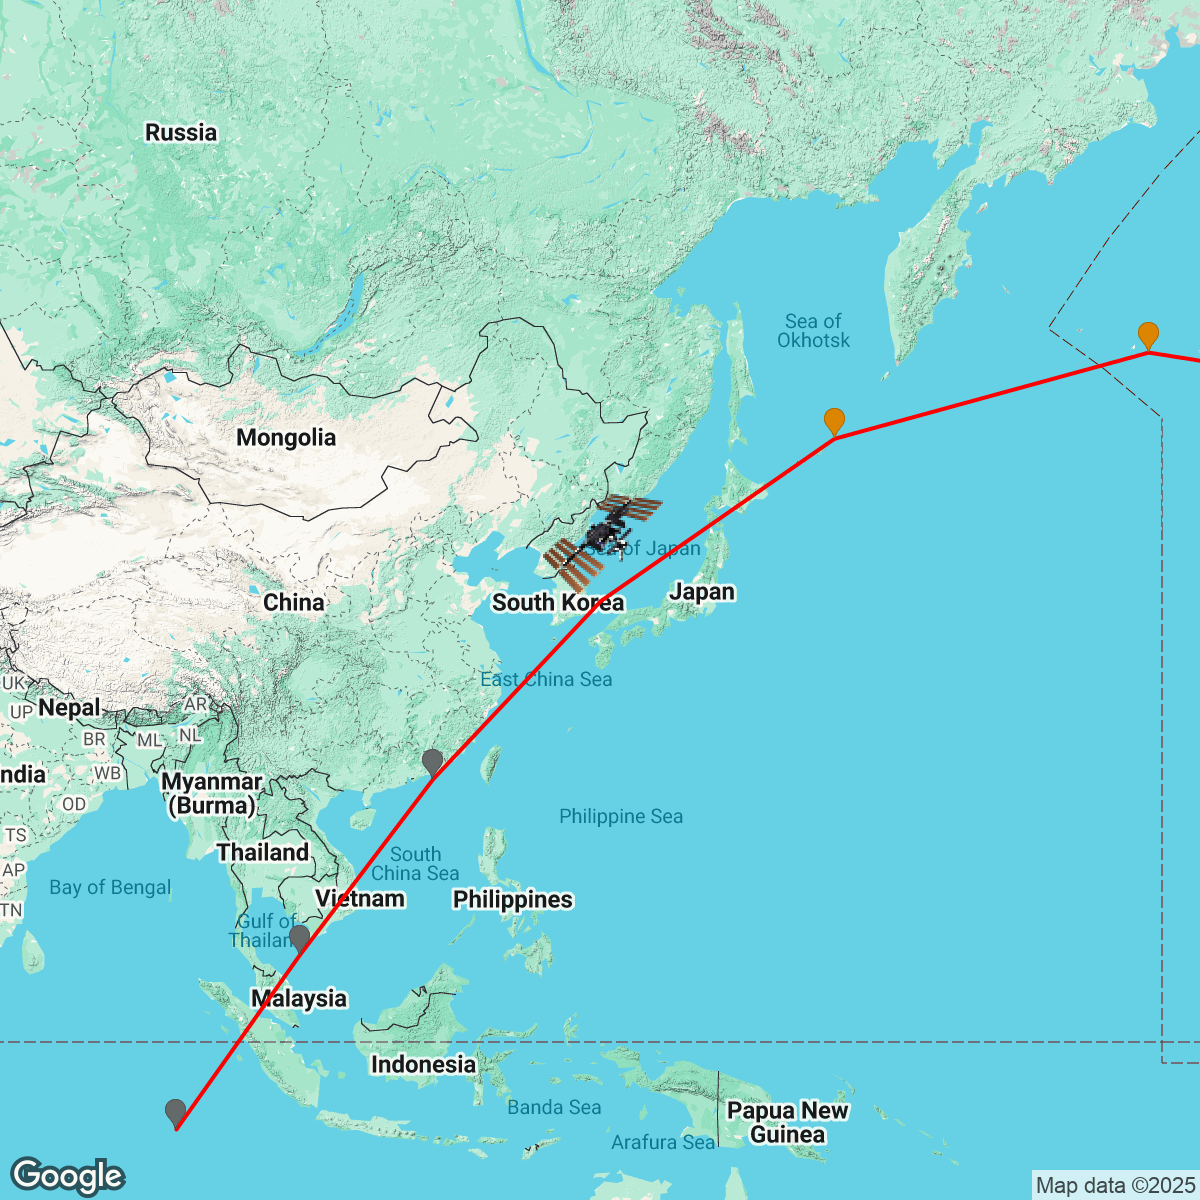 Russia
Sea of
Okhotsk
Mongolia
Sea of Japan
Japan
China
South Korea
East China Sea
UK
Nepal
UP
AR
BR
ML
NL
ndia
WB
Myanmar
(Burma)
OD
Philippine Sea
TS
Thailand
South
China Sea
AP
Bay of Bengal
Vietnam
Philippines
TN
Gulf of
Thailan
Malaysia
Indonesia
Banda Sea
Papua New
Guinea
Arafura Sea
Google
Map data ©2025